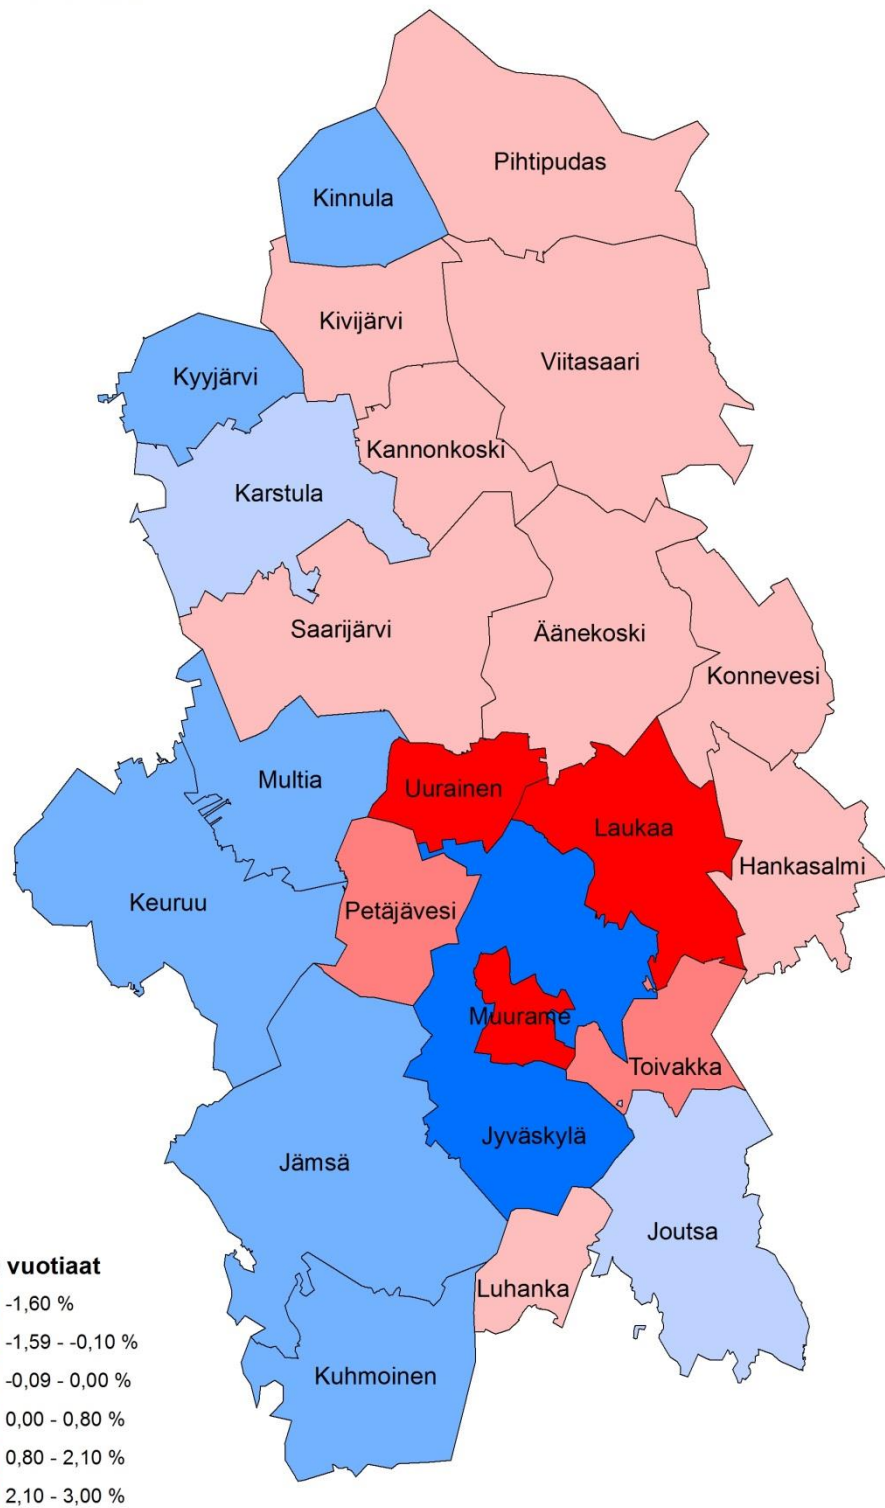 Pihtipudas
Kinnula
Kivijärvi
Viitasaari
Kyyjärvi
Kannonkoski
Karstula
Saarijärvi
Äänekoski
Konnevesi
Multia
Uurainen
Laukaa
Hankasalmi
Keuruu
Petäjävesi
Muurame
Toivakka
Jyväskylä
Jämsä
Joutsa
Luhanka
Kuhmoinen
vuotiaat
-1,60 %
-1,59 - -0,10 %
-0,09 - 0,00 %
0,00 - 0,80 %
0,80 - 2,10 %
2,10 - 3,00 %